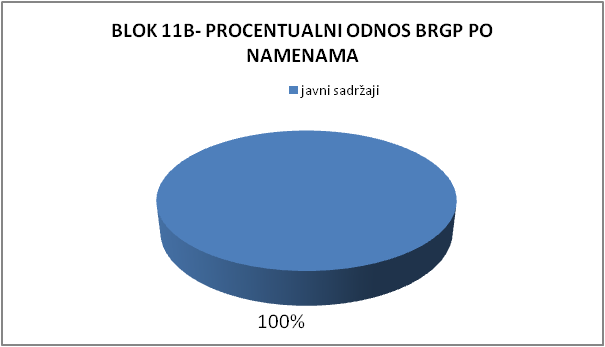 BLOK 11B- PROCENTUALNI ODNOS BRGP PO
NAMENAMA
javni sadržaji
100%